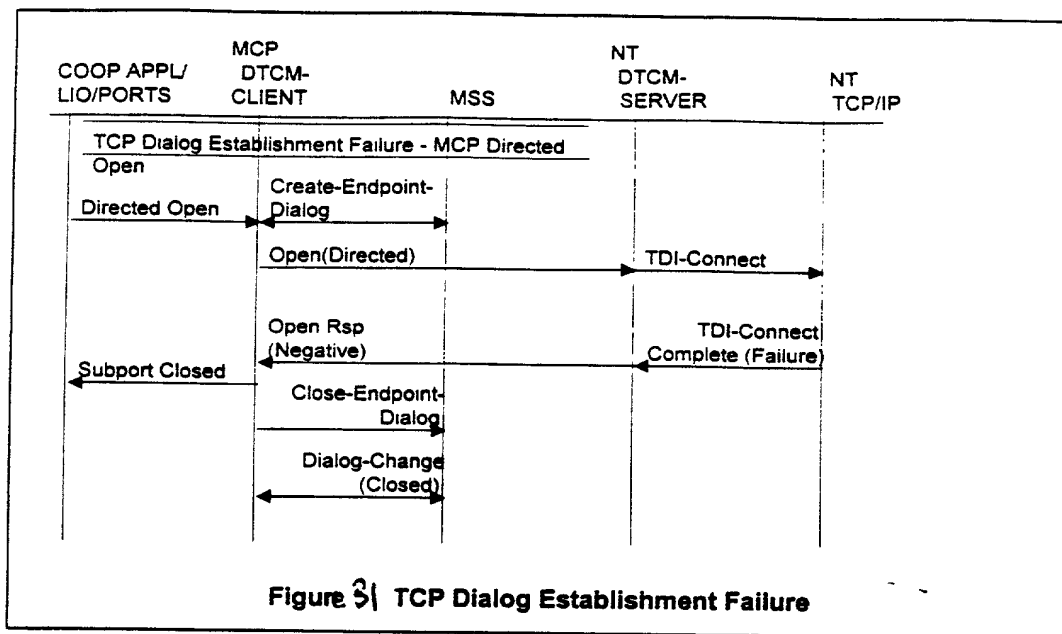 COOP APPL/
LIO/PORTS
MCP
DTCM-
CLIENT
MSS
NT
DTCM-
SERVER
NT
TCP/IP
TCP Dialog Establishment Failure - MCP Directed
Open
Directed Open
Create-Endpoint-
Dialog
Open(Directed)
TDI-Connect
Open Rsp
(Negative)
TDI-Connect
Complete (Failure)
Subport Closed
Close-Endpoint-
Dialog
Dialog-Change
(Closed)
Figure 31 TCP Dialog Establishment Failure